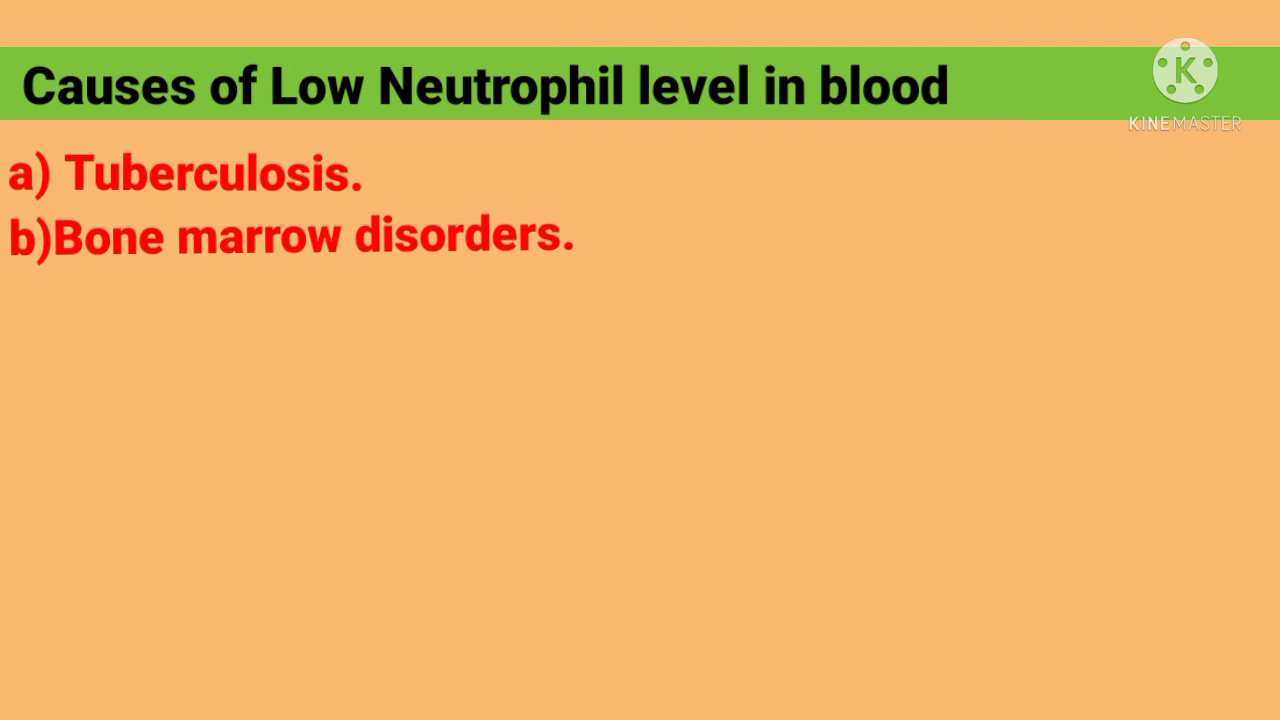 Causes of Low Neutrophil level in blood
K
KINEMASTER
a) Tuberculosis.
b)Bone marrow disorders.